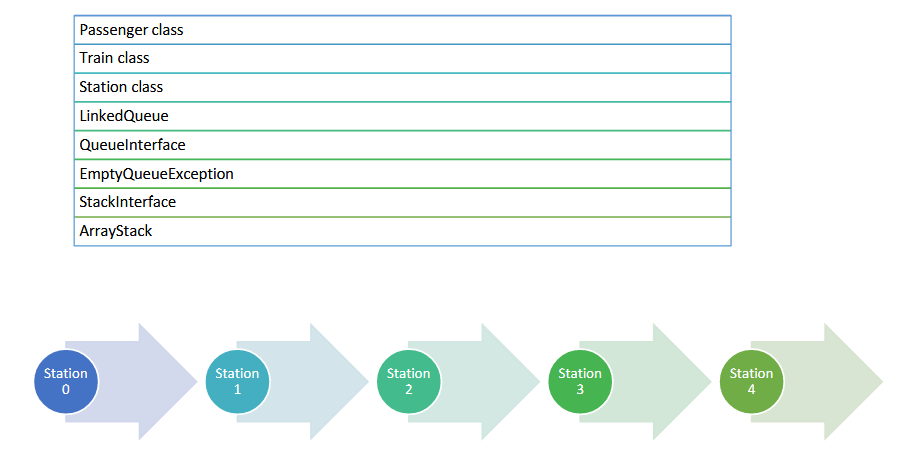 Passenger class
Train class
Station class
LinkedQueue
QueueInterface
EmptyQueueException
StackInterface
ArrayStack
Station
0
Station
1
Station
2
Station
3
Station
4